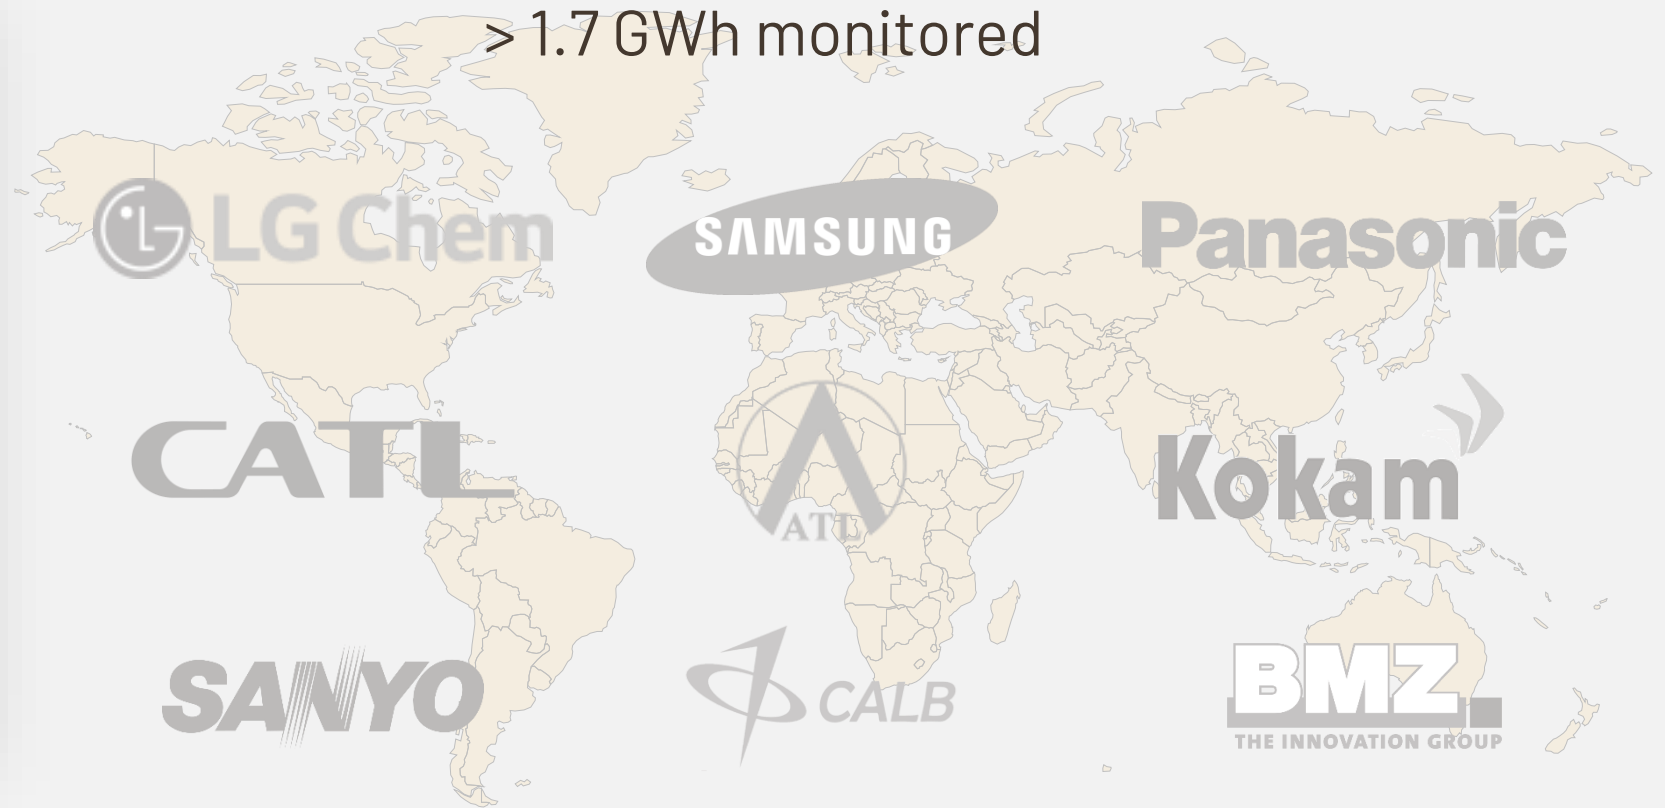 > 1.7 GWh monitored
LG Chem
SAMSUNG
Panasonic
CATL
ATL
Kokam
SANYO
CALB
BMZ
THE INNOVATION GROUP